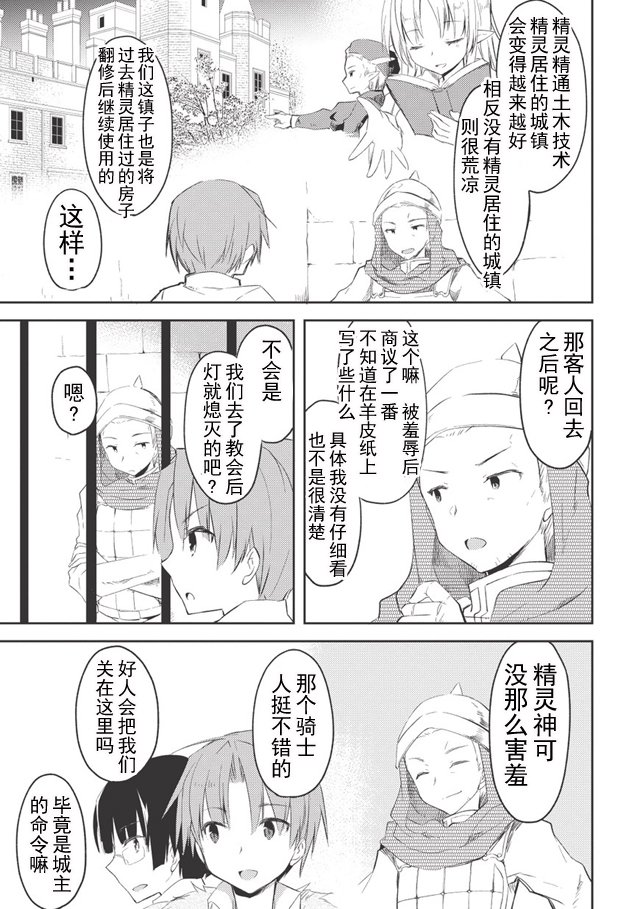 精灵精通土木技术
精灵居住的城镇
会变得越来越好
相反没有精灵居住的城镇
则很荒凉
我们这镇子也是将
过去精灵居住过的房子
翻修后继续使用的
这样…
那客人回去
之后呢？
这个嘛　被羞辱后
商议了一番
不知道在羊皮纸上
写了些什么
具体我没有仔细看
也不是很清楚
不会是
我们去了教会后
灯就熄灭的吧？
嗯？
精灵神可
没那么害羞
那个骑士
人挺不错的
好人会把我们
关在这里吗
毕竟是城主
的命令嘛